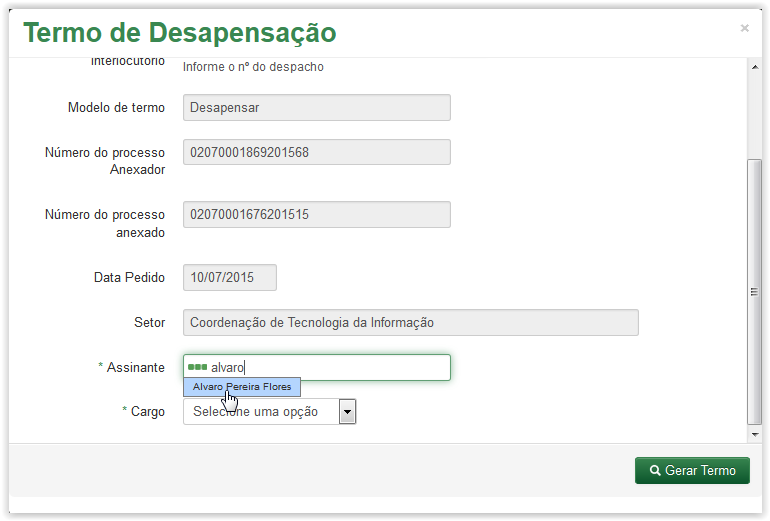 Termo de Desapensação
×
Interlocutório
Informe o nº do despacho
Modelo de termo
Desapensar
Número do processo
Anexador
02070001869201568
Número do processo
anexado
02070001676201515
Data Pedido
10/07/2015
Setor
Coordenação de Tecnologia da Informação
* Assinante
alvaro
Alvaro Pereira Flores
* Cargo
Selecione uma opção
Gerar Termo